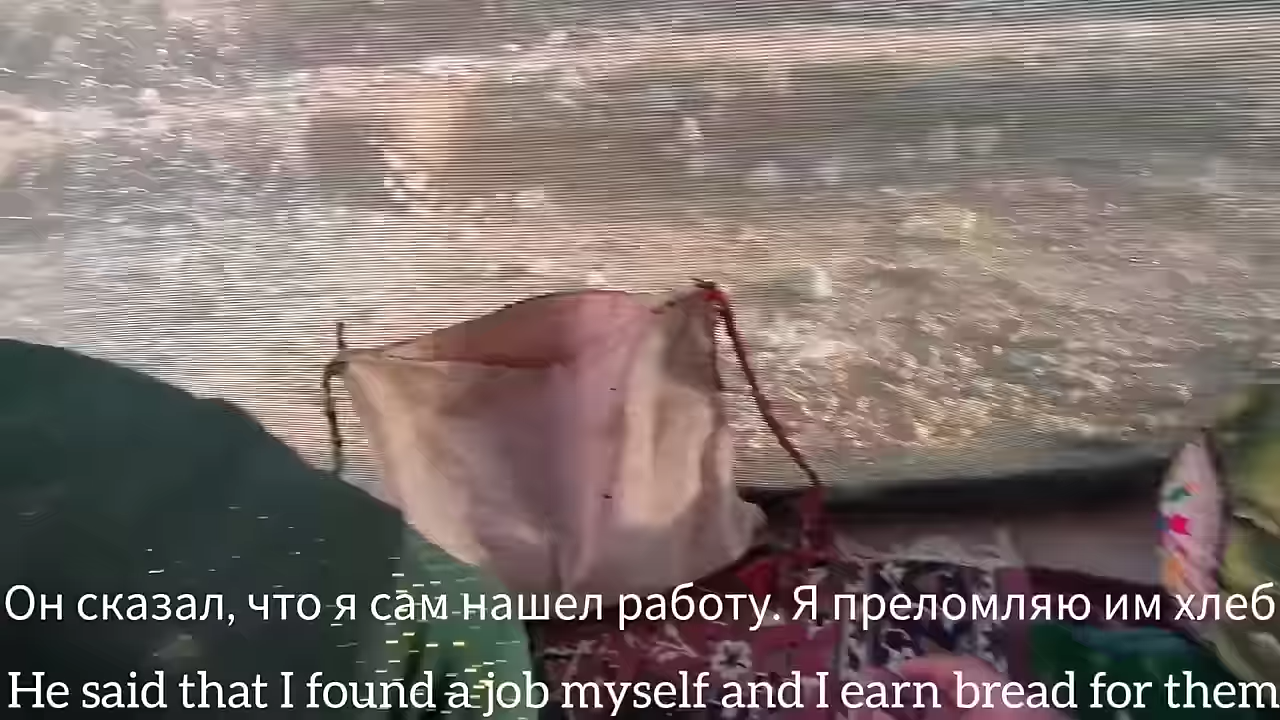 Он сказал, что я сам нашел работу. Я преломляю им хлеб
He said that I found a job myself and I earn bread for them